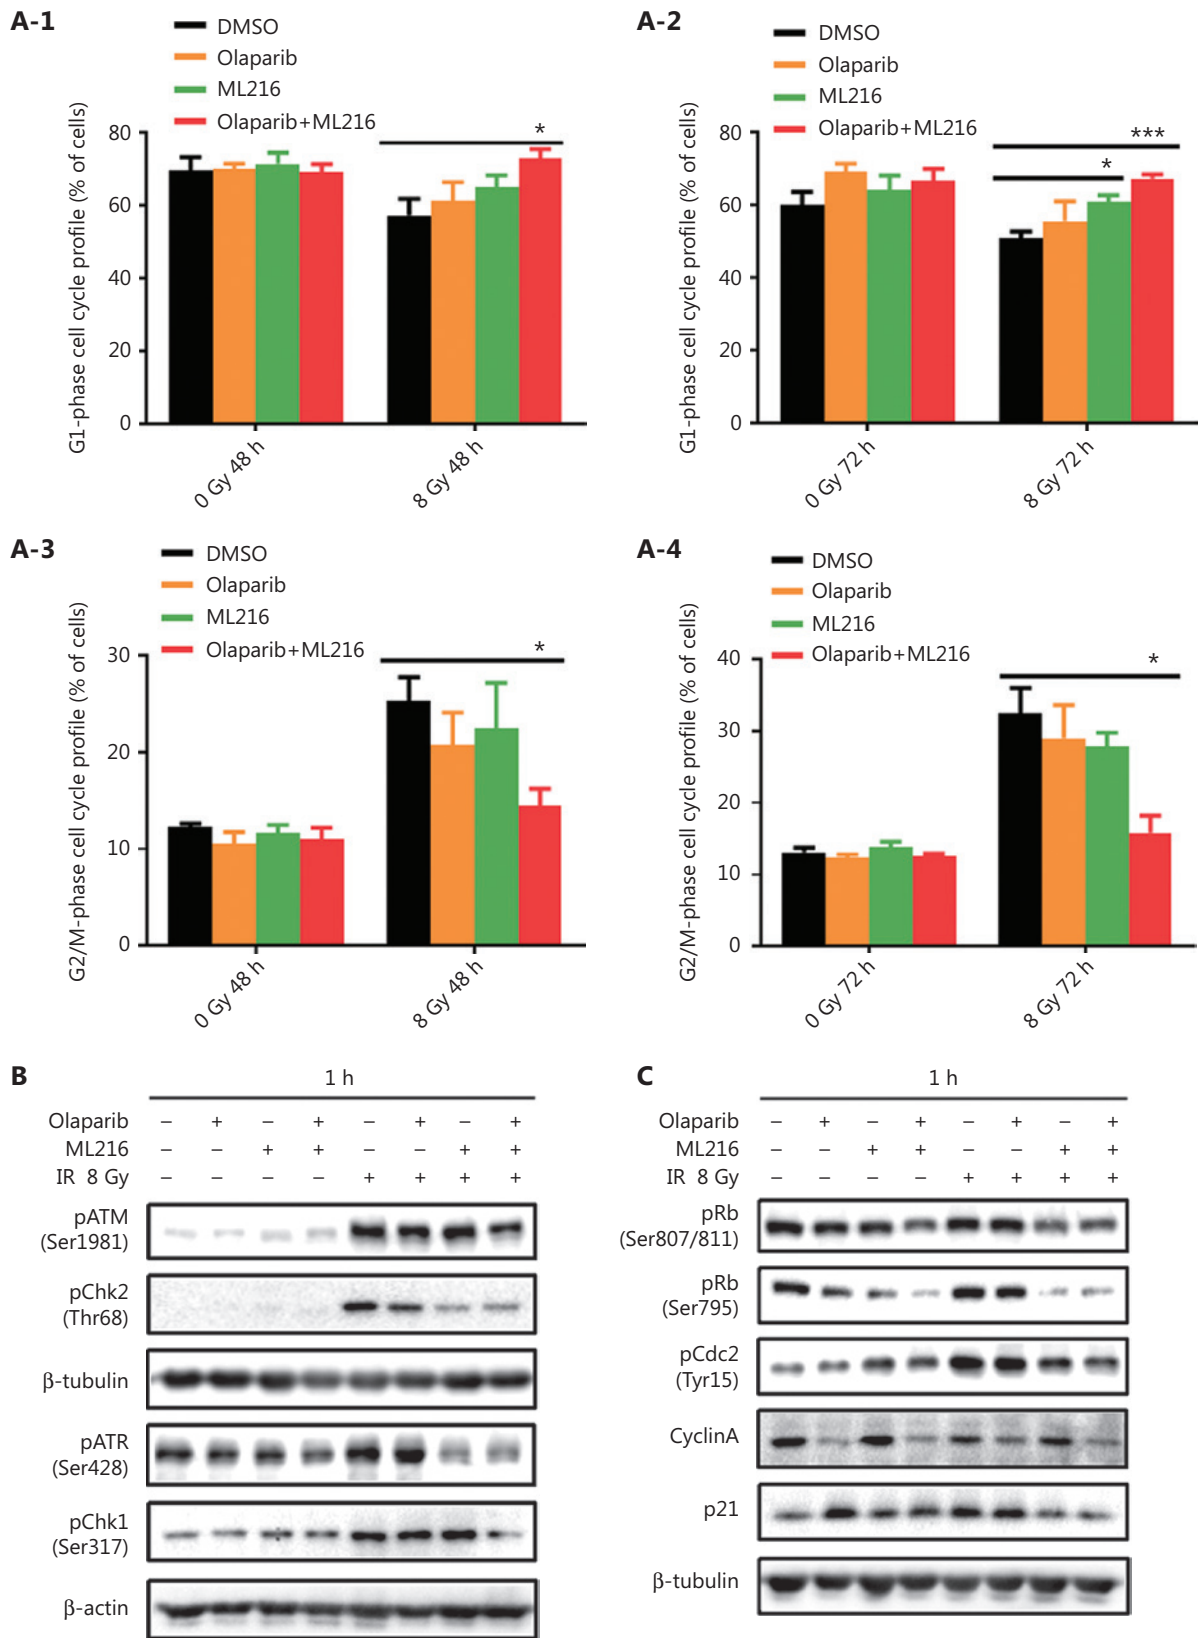 A-1
DMSO
Olaparib
ML216
Olaparib+ML216
G1-phase cell cycle profile (% of cells)
80
60
40
20
0
*
0 Gy 48 h
8 Gy 48 h
A-2
DMSO
Olaparib
ML216
Olaparib+ML216
G1-phase cell cycle profile (% of cells)
80
60
40
20
0
***
*
0 Gy 72 h
8 Gy 72 h
A-3
DMSO
Olaparib
ML216
Olaparib+ML216
G2/M-phase cell cycle profile (% of cells)
30
20
10
0
*
0 Gy 48 h
8 Gy 48 h
A-4
DMSO
Olaparib
ML216
Olaparib+ML216
G2/M-phase cell cycle profile (% of cells)
40
30
20
10
0
*
0 Gy 72 h
8 Gy 72 h
B
1 h
Olaparib – + – + – + – +
ML216 – – + + – – + +
IR 8 Gy – – – – + + + +
pATM
(Ser1981)
pChk2
(Thr68)
β-tubulin
pATR
(Ser428)
pChk1
(Ser317)
β-actin
C
1 h
Olaparib – + – + – + – +
ML216 – – + + – – + +
IR 8 Gy – – – – + + + +
pRb
(Ser807/811)
pRb
(Ser795)
pCdc2
(Tyr15)
CyclinA
p21
β-tubulin